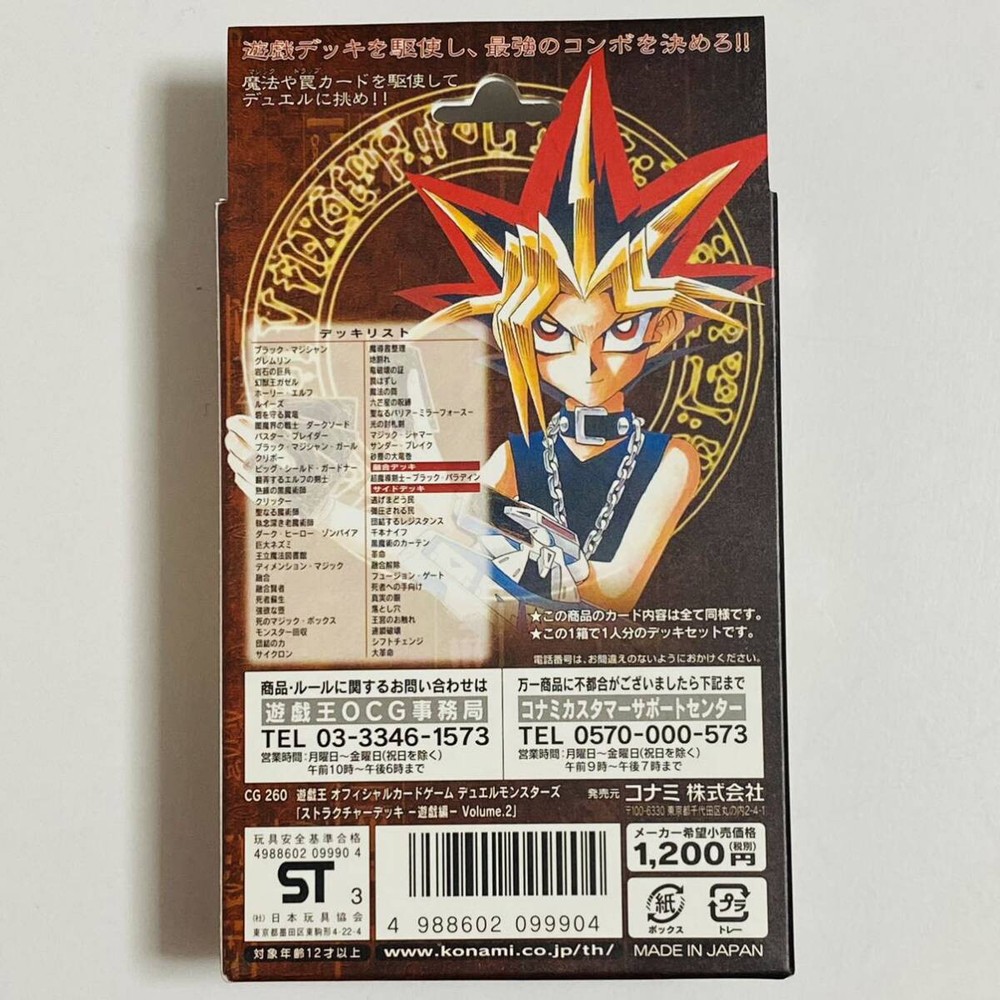 遊戯デッキを駆使し、最強のコンボを決めろ!!
魔法や罠カードを駆使して
デュエルに挑め!!
デッキリスト
ブラック・マジシャン
グレムリン
岩石の巨兵
幻獣王ガゼル
ホーリー・エルフ
ルイーズ
砦を守る翼竜
闇魔界の戦士 ダークソード
バスター・ブレイダー
ブラック・マジシャン・ガール
クリボー
ビッグ・シールド・ガードナー
翻弄するエルフの剣士
熟練の黒魔術師
クリッター
聖なる魔術師
執念深き老魔術師
ダーク・ヒーロー ゾンバイア
巨大ネズミ
王立魔法図書館
ディメンション・マジック
融合
融合賢者
死者蘇生
強欲な壺
死のマジック・ボックス
モンスター回収
団結の力
サイクロン
魔導書整理
地割れ
竜破壊の証
罠はずし
魔法の筒
六芒星の呪縛
聖なるバリアーミラーフォースー
光の封札剣
マジック・ジャマー
サンダー・ブレイク
砂塵の大竜巻
融合デッキ
超魔導剣士－ブラック・パラディン
サイドデッキ
逃げまどう民
弾圧される民
団結するレジスタンス
千本ナイフ
黒魔術のカーテン
革命
融合解除
フュージョン・ゲート
死者への手向け
真実の眼
落とし穴
王宮のお触れ
連鎖破壊
シフトチェンジ
大革命
★この商品のカード内容は全て同様です。
★この1箱で1人分のデッキセットです。
電話番号は、お間違えのないようにおかけください。
商品・ルールに関するお問い合わせは
遊戯王OCG事務局
TEL 03-3346-1573
営業時間:月曜日～金曜日(祝日を除く)
午前10時～午後6時まで
万一商品に不都合がございましたら下記まで
コナミカスタマーサポートセンター
TEL 0570-000-573
営業時間:月曜日～金曜日(祝日を除く)
午前9時～午後7時まで
CG 260 遊戯王 オフィシャルカードゲーム デュエルモンスターズ
「ストラクチャーデッキ －遊戯編－ Volume.2」
発売元 コナミ 株式会社
〒100-6330 東京都千代田区丸の内2-4-1
玩具安全基準合格
4988602 09990 4
ST 3
(社)日本玩具協会
東京都墨田区東駒形4-22-4
対象年齢12才以上
4 988602 099904
www.konami.co.jp/th/
メーカー希望小売価格
1,200円(税別)
紙
ボックス
プラ
トレー
MADE IN JAPAN